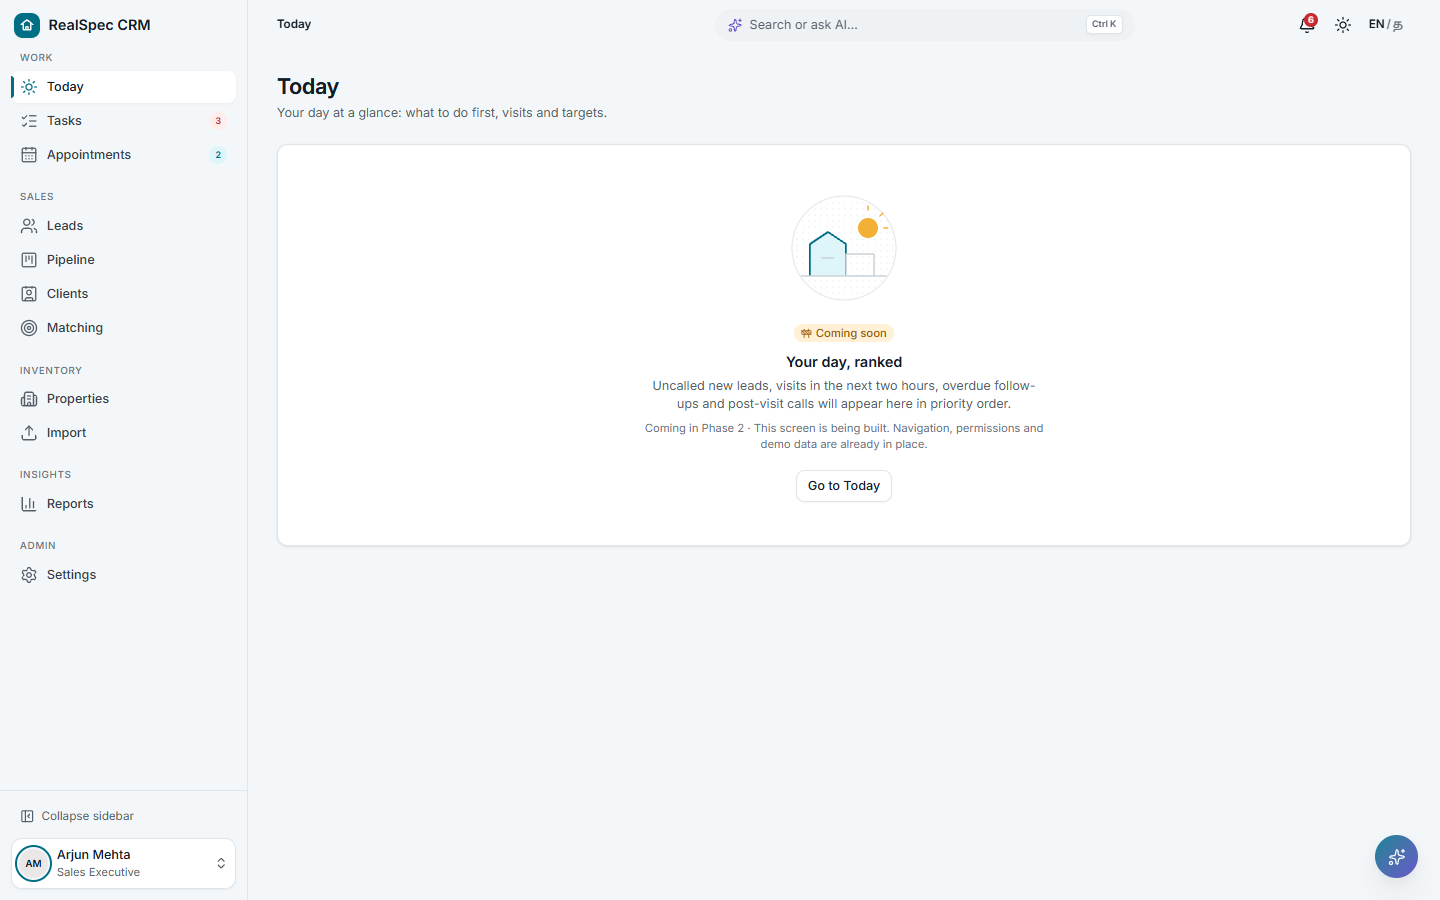 RealSpec CRM
WORK
Today
Tasks
3
Appointments
2
SALES
Leads
Pipeline
Clients
Matching
INVENTORY
Properties
Import
INSIGHTS
Reports
ADMIN
Settings
Collapse sidebar
AM
Arjun Mehta
Sales Executive
Today
Search or ask AI...
Ctrl K
6
EN / த
Today
Your day at a glance: what to do first, visits and targets.
Coming soon
Your day, ranked
Uncalled new leads, visits in the next two hours, overdue follow-
ups and post-visit calls will appear here in priority order.
Coming in Phase 2 · This screen is being built. Navigation, permissions and
demo data are already in place.
Go to Today